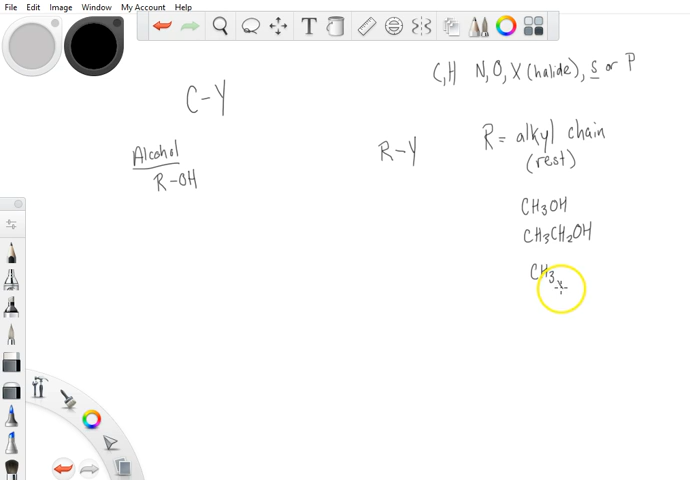 File Edit Image Window My Account Help
C,H N,O, X (halide), S or P
C-Y
Alcohol
R-OH
R-Y
R = alkyl chain
(rest)
CH3OH
CH3CH2OH
CH3